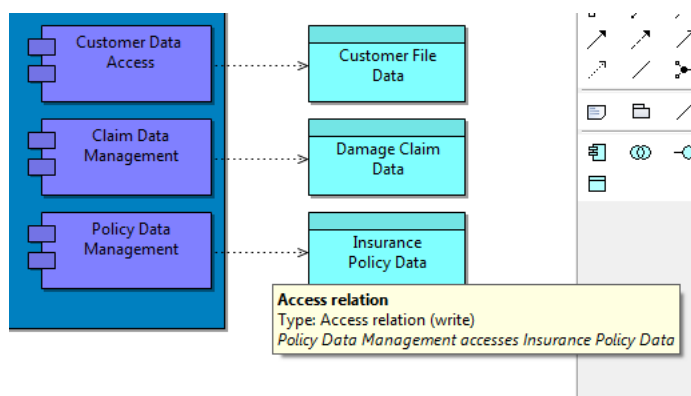 Customer Data
Access
Customer File
Data
Claim Data
Management
Damage Claim
Data
Policy Data
Management
Insurance
Policy Data
Access relation
Type: Access relation (write)
Policy Data Management accesses Insurance Policy Data